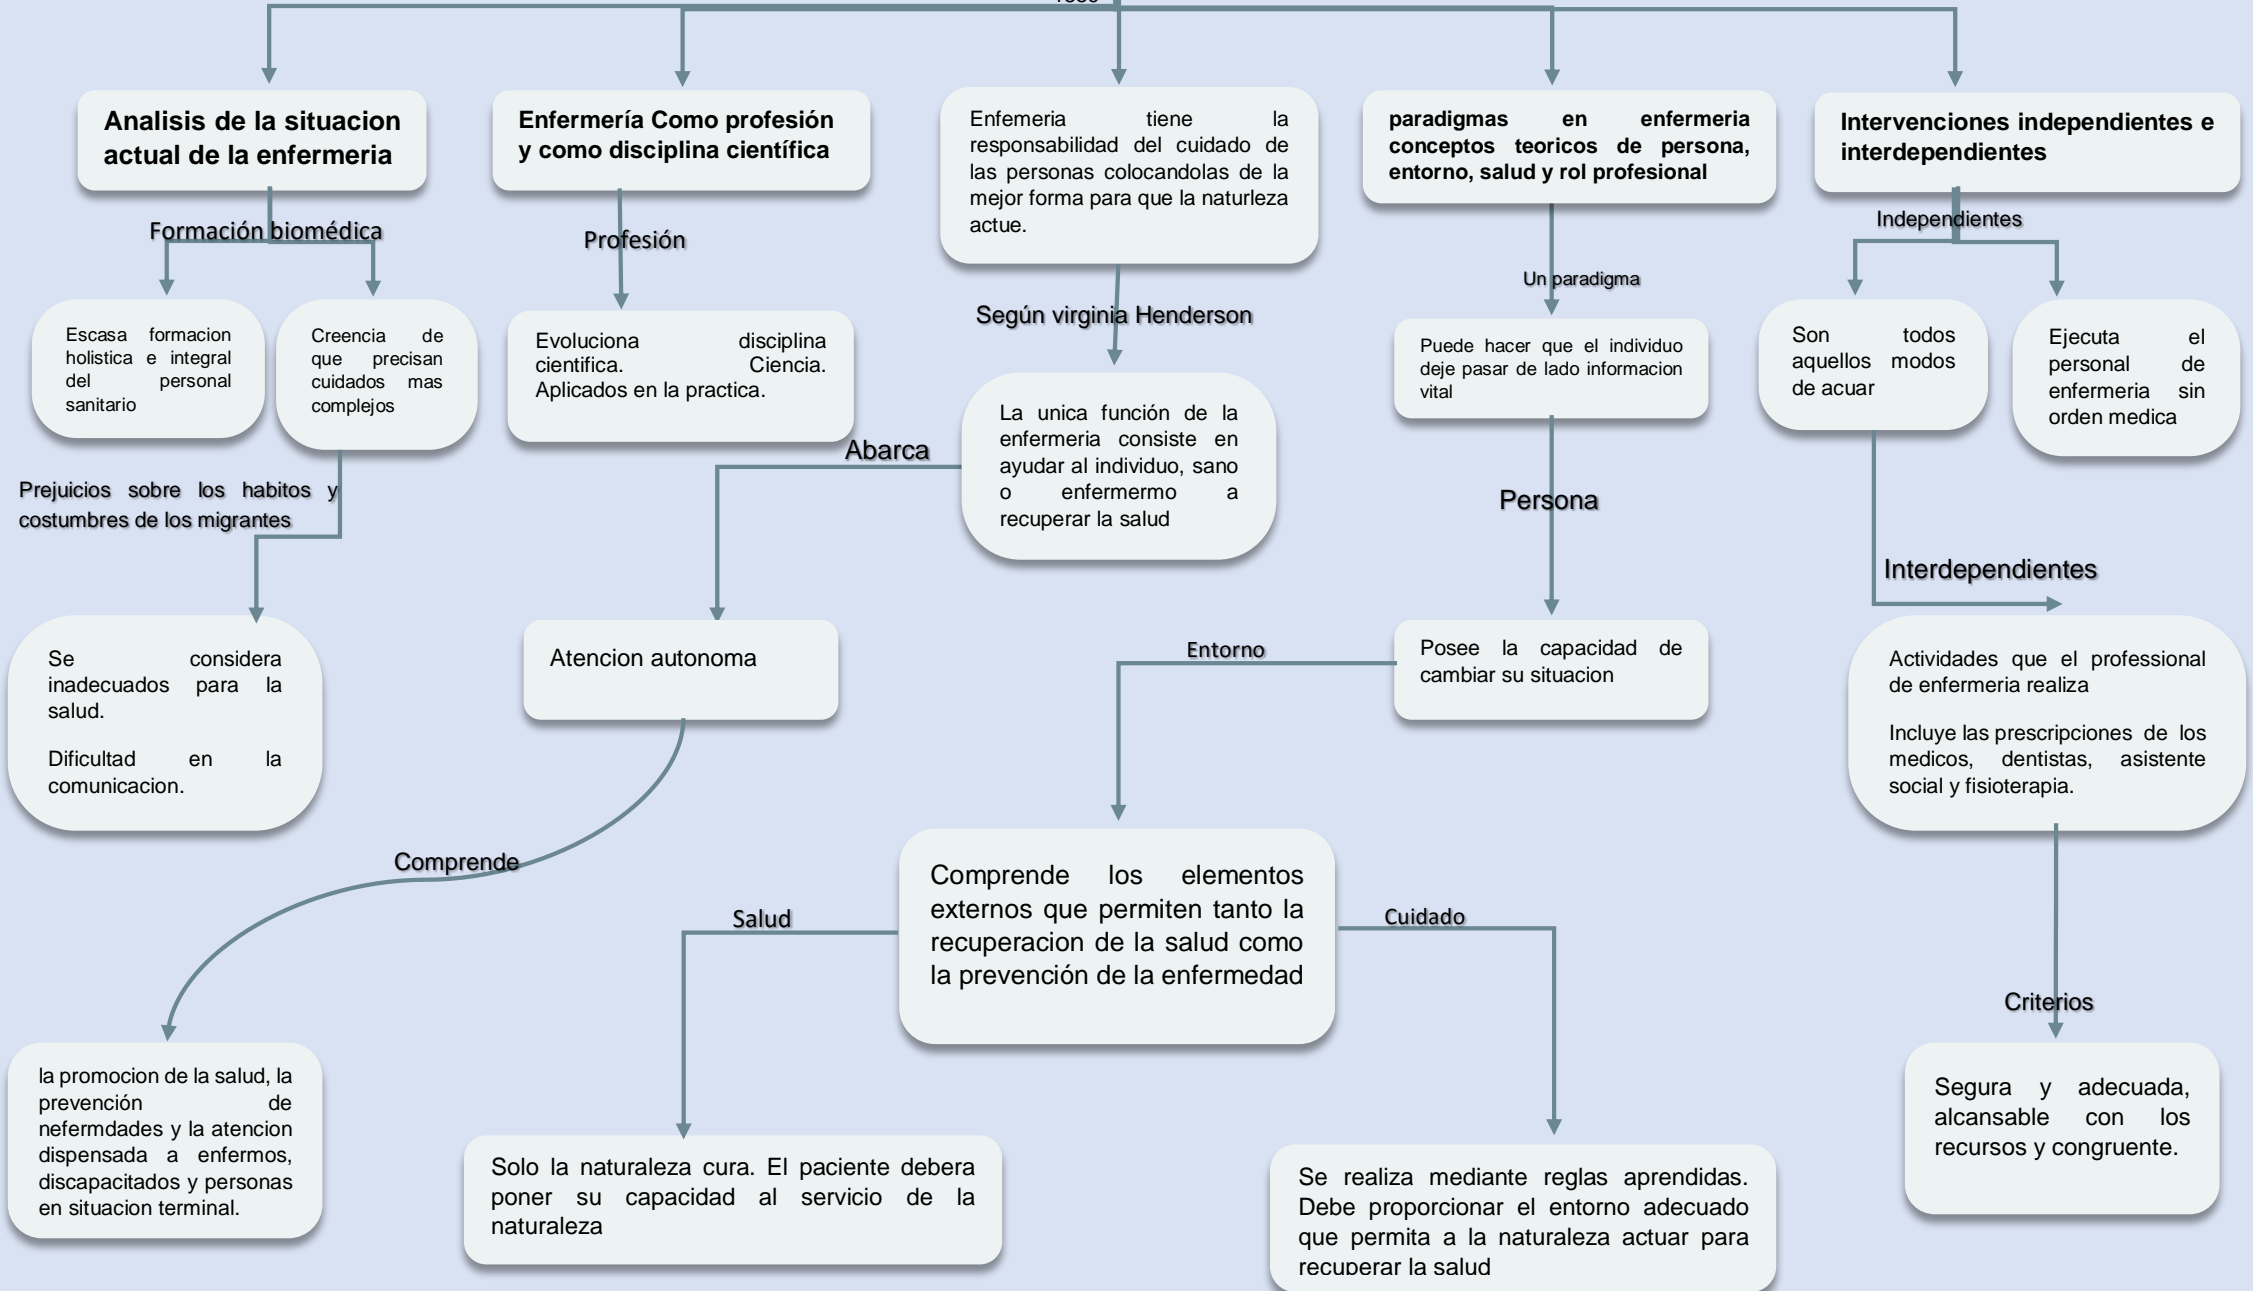 Analisis de la situacion
actual de la enfermeria
Enfermería Como profesión
y como disciplina científica
Enfemeria tiene la
responsabilidad del cuidado de
las personas colocandolas de la
mejor forma para que la naturleza
actue.
paradigmas en enfermeria
conceptos teoricos de persona,
entorno, salud y rol profesional
Intervenciones independientes e
interdependientes
Formación biomédica
Profesión
Según virginia Henderson
Un paradigma
Independientes
Escasa formacion
holistica e integral
del personal
sanitario
Creencia de
que precisan
cuidados mas
complejos
Evoluciona disciplina
cientifica. Ciencia.
Aplicados en la practica.
La unica función de la
enfermeria consiste en
ayudar al individuo, sano
o enfermermo a
recuperar la salud
Puede hacer que el individuo
deje pasar de lado informacion
vital
Son todos
aquellos modos
de acuar
Ejecuta el
personal de
enfermeria sin
orden medica
Prejuicios sobre los habitos y
costumbres de los migrantes
Abarca
Persona
Interdependientes
Se considera
inadecuados para la
salud.
Dificultad en la
comunicacion.
Atencion autonoma
Entorno
Posee la capacidad de
cambiar su situacion
Actividades que el professional
de enfermeria realiza
Incluye las prescripciones de los
medicos, dentistas, asistente
social y fisioterapia.
Comprende
Comprende los elementos
externos que permiten tanto la
recuperacion de la salud como
la prevención de la enfermedad
Salud
Cuidado
Criterios
la promocion de la salud, la
prevención de
nefermdades y la atencion
dispensada a enfermos,
discapacitados y personas
en situacion terminal.
Solo la naturaleza cura. El paciente debera
poner su capacidad al servicio de la
naturaleza
Se realiza mediante reglas aprendidas.
Debe proporcionar el entorno adecuado
que permita a la naturaleza actuar para
recuperar la salud
Segura y adecuada,
alcansable con los
recursos y congruente.